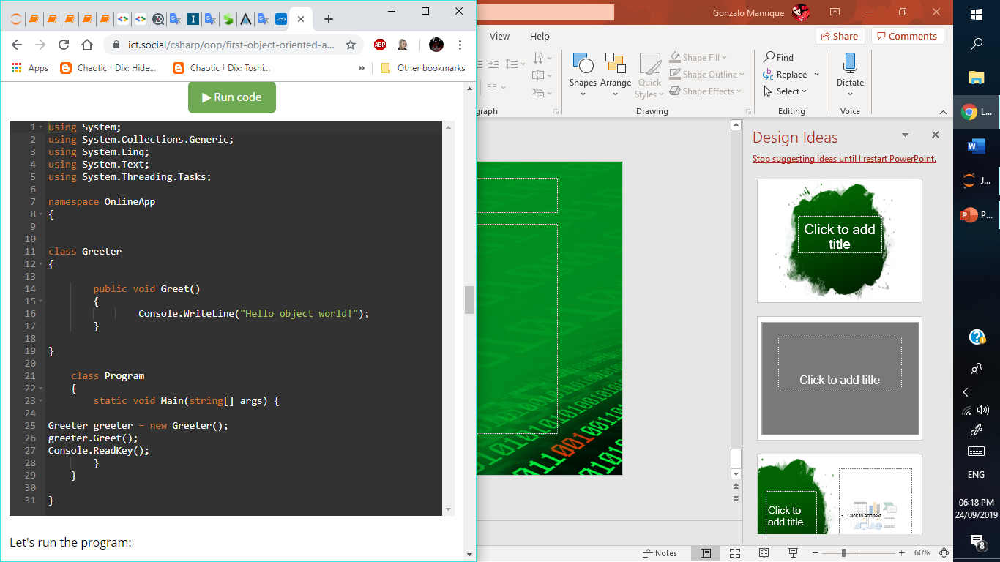 ict.social/csharp/oop/first-object-oriented-a...
ABP
Apps
Chaotic † Dix: Hide...
Chaotic † Dix: Toshi...
»
Other bookmarks
Run code
1 using System;
2 using System.Collections.Generic;
3 using System.Linq;
4 using System.Text;
5 using System.Threading.Tasks;
6
7 namespace OnlineApp
8 {
9
10
11 class Greeter
12 {
13
14 public void Greet()
15 {
16 Console.WriteLine("Hello object world!");
17 }
18
19 }
20
21 class Program
22 {
23 static void Main(string[] args) {
24
25 Greeter greeter = new Greeter();
26 greeter.Greet();
27 Console.ReadKey();
28 }
29 }
30
31 }
Let's run the program:
Gonzalo Manrique
View Help
Share
Comments
Shapes
Arrange
Quick
Styles
Shape Fill
Shape Outline
Shape Effects
Find
Replace
Select
Dictate
graph
Drawing
Editing
Voice
Design Ideas
Stop suggesting ideas until I restart PowerPoint.
Click to add
title
Click to add title
Click to add
title
Click to add text
Notes
60%
L...
J...
P...
ENG
06:18 PM
24/09/2019
8